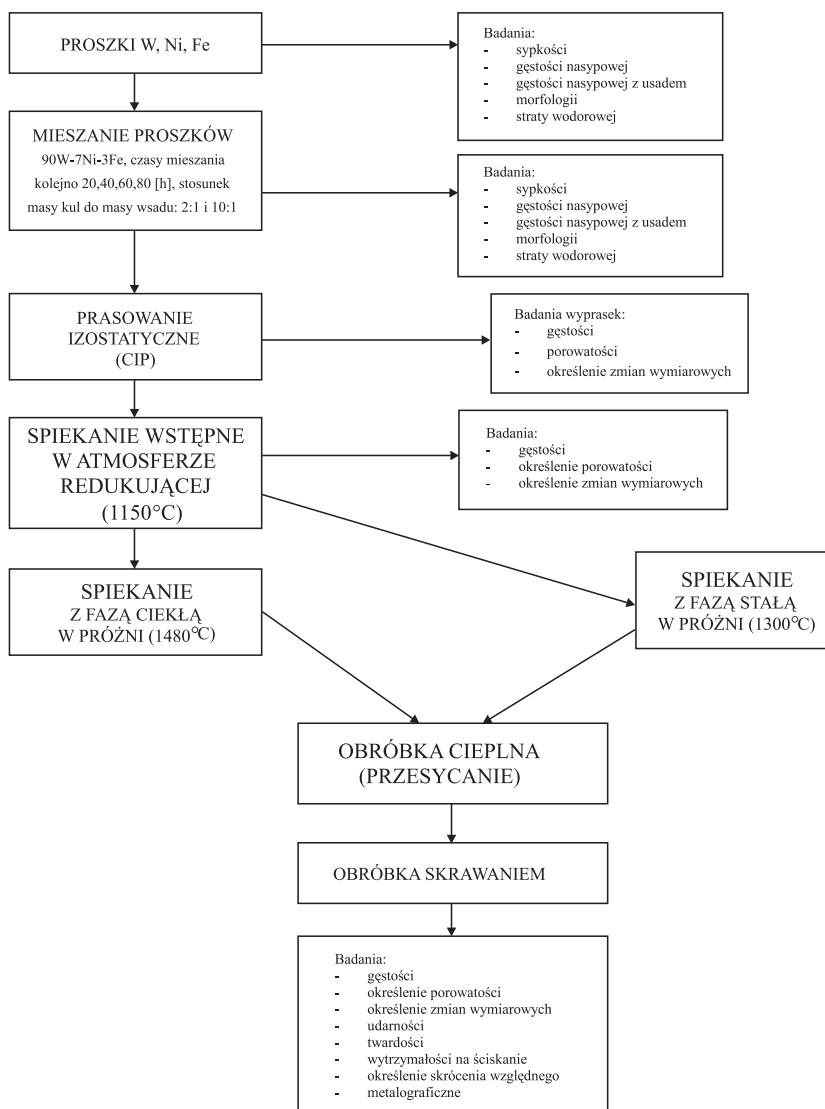 PROSZKI W, Ni, Fe
Badania:
- sypkości
- gęstości nasypowej
- gęstości nasypowej z usadem
- morfologii
- straty wodorowej
MIESZANIE PROSZKÓW
90W-7Ni-3Fe, czasy mieszania
kolejno 20,40,60,80 [h], stosunek
masy kul do masy wsadu: 2:1 i 10:1
Badania:
- sypkości
- gęstości nasypowej
- gęstości nasypowej z usadem
- morfologii
- straty wodorowej
PRASOWANIE
IZOSTATYCZNE
(CIP)
Badania wyprasek:
- gęstości
- porowatości
- określenie zmian wymiarowych
SPIEKANIE WSTĘPNE
W ATMOSFERZE
REDUKUJĄCEJ
(1150°C)
Badania:
- gęstości
- określenie porowatości
- określenie zmian wymiarowych
SPIEKANIE
Z FAZĄ CIEKŁĄ
W PRÓŻNI (1480°C)
SPIEKANIE
Z FAZĄ STAŁĄ
W PRÓŻNI (1300°C)
OBRÓBKA CIEPLNA
(PRZESYCANIE)
OBRÓBKA SKRAWANIEM
Badania:
- gęstości
- określenie porowatości
- określenie zmian wymiarowych
- udarności
- twardości
- wytrzymałości na ściskanie
- określenie skrócenia względnego
- metalograficzne